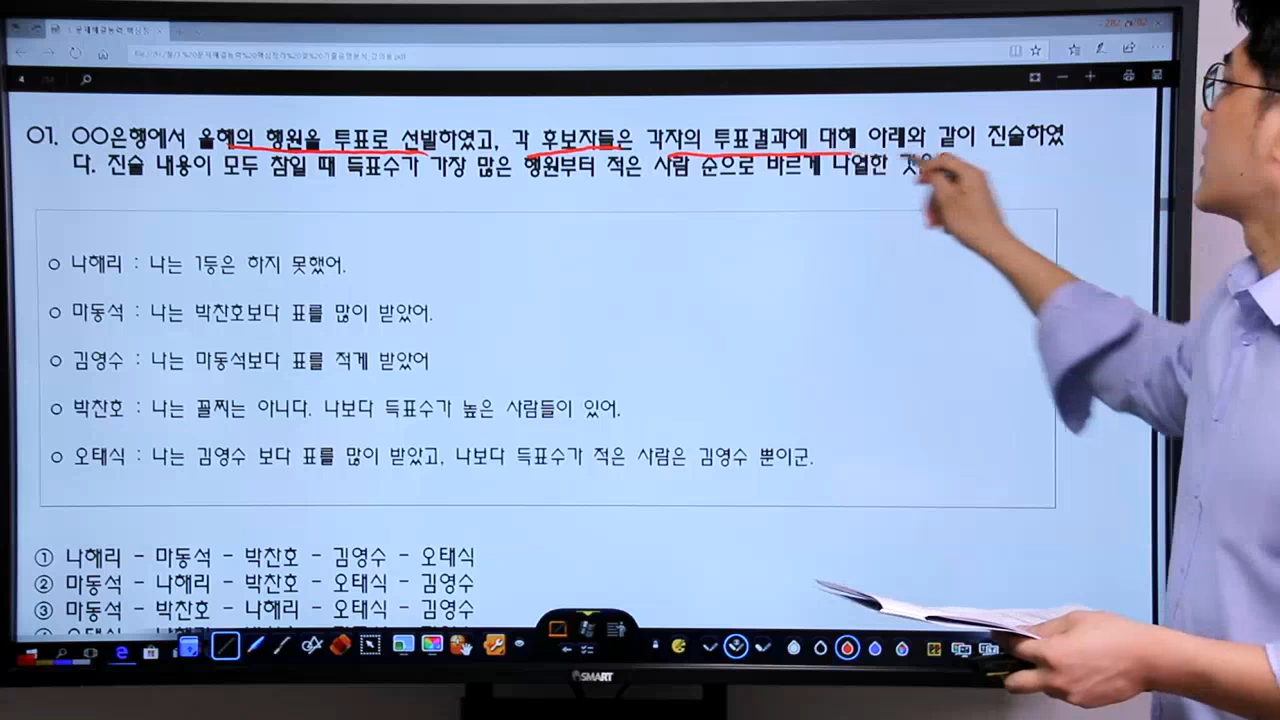 4
01. OO은행에서 올해의 행원을 투표로 선발하였고, 각 후보자들은 각자의 투표결과에 대해 아래와 같이 진술하였
다. 진술 내용이 모두 참일 때 득표수가 가장 많은 행원부터 적은 사람 순으로 바르게 나열한 것은
○ 나해리 : 나는 1등은 하지 못했어.
○ 마동석 : 나는 박찬호보다 표를 많이 받았어.
○ 김영수 : 나는 마동석보다 표를 적게 받았어
○ 박찬호 : 나는 꼴찌는 아니다. 나보다 득표수가 높은 사람들이 있어.
○ 오태식 : 나는 김영수 보다 표를 많이 받았고, 나보다 득표수가 적은 사람은 김영수 뿐이군.
① 나해리 - 마동석 - 박찬호 - 김영수 - 오태식
② 마동석 - 나해리 - 박찬호 - 오태식 - 김영수
③ 마동석 - 박찬호 - 나해리 - 오태식 - 김영수
SMART